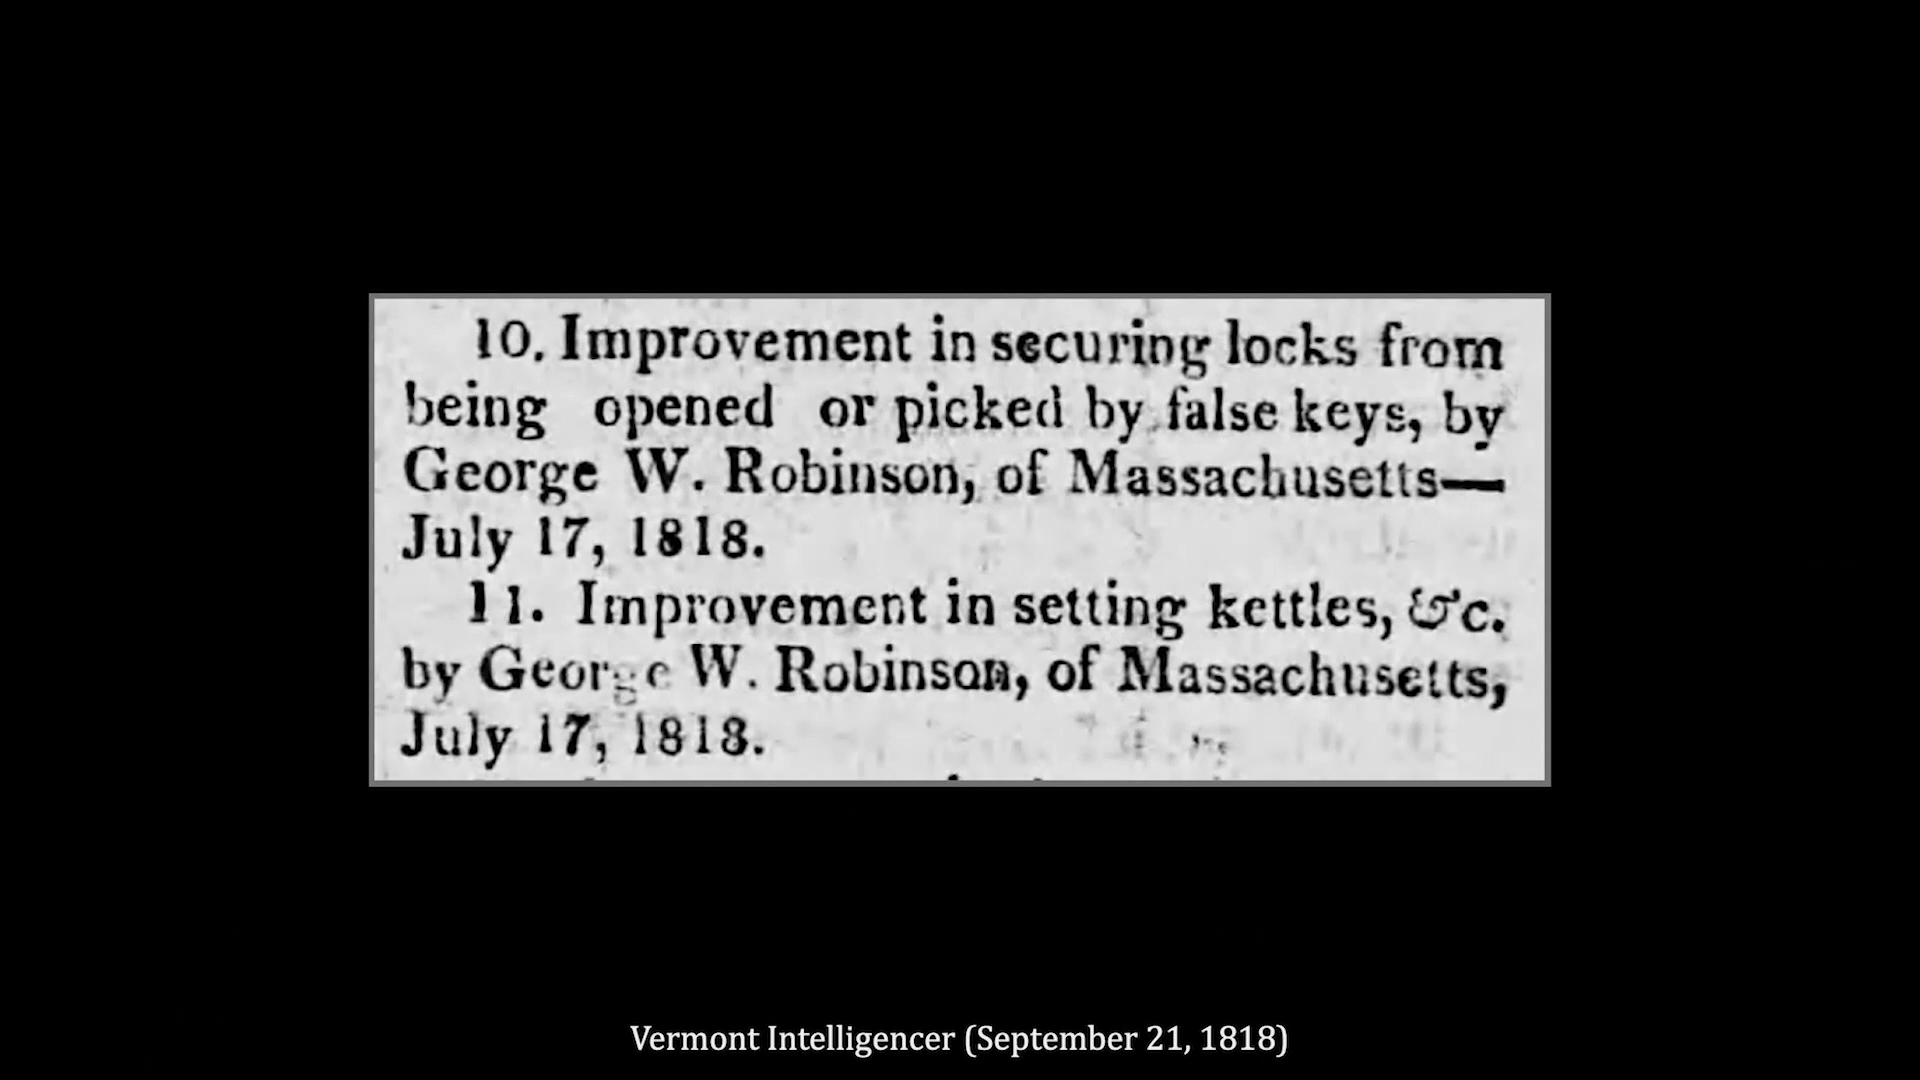 10. Improvement in securing locks from
being opened or picked by false keys, by
George W. Robinson, of Massachusetts—
July 17, 1818.
11. Improvement in setting kettles, &c.
by George W. Robinson, of Massachusetts,
July 17, 1818.
Vermont Intelligencer (September 21, 1818)